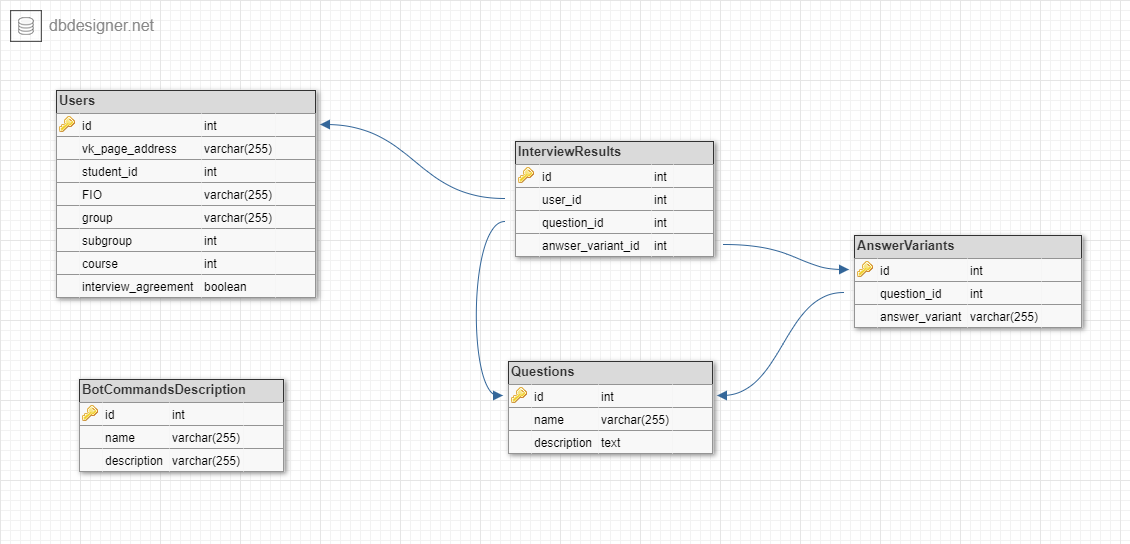 dbdesigner.net
Users
id int
vk_page_address varchar(255)
student_id int
FIO varchar(255)
group varchar(255)
subgroup int
course int
interview_agreement boolean
InterviewResults
id int
user_id int
question_id int
anwser_variant_id int
AnswerVariants
id int
question_id int
answer_variant varchar(255)
BotCommandsDescription
id int
name varchar(255)
description varchar(255)
Questions
id int
name varchar(255)
description text